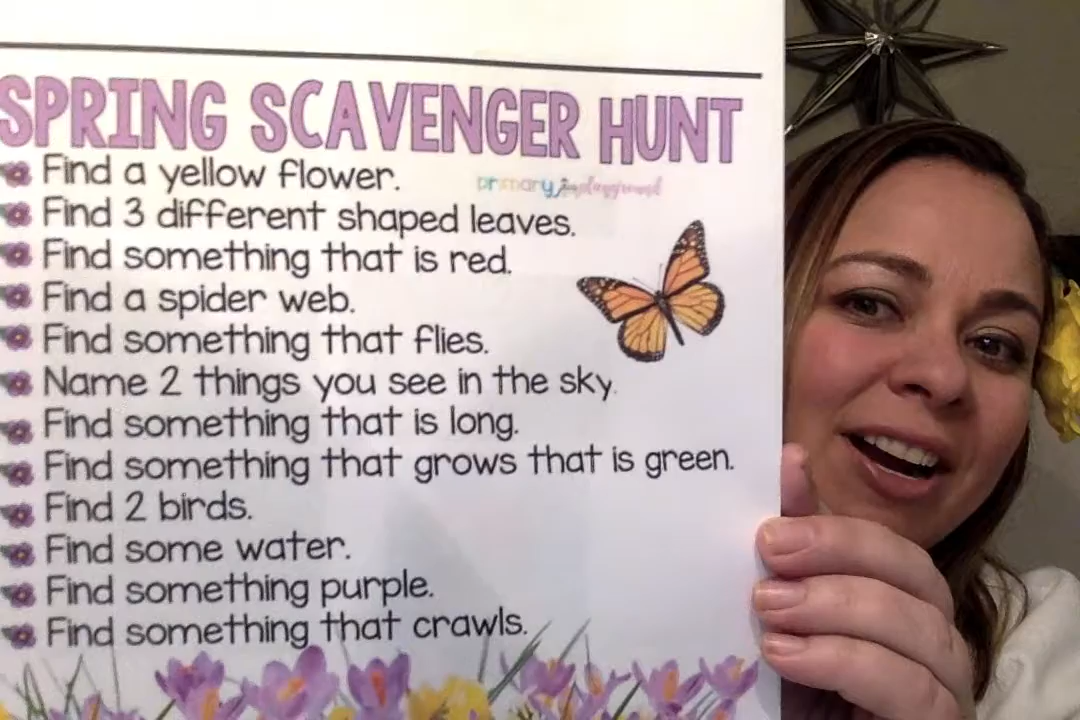 SPRING SCAVENGER HUNT
Find a yellow flower.
primary playground
Find 3 different shaped leaves.
Find something that is red.
Find a spider web.
Find something that flies.
Name 2 things you see in the sky.
Find something that is long.
Find something that grows that is green.
Find 2 birds.
Find some water.
Find something purple.
Find something that crawls.